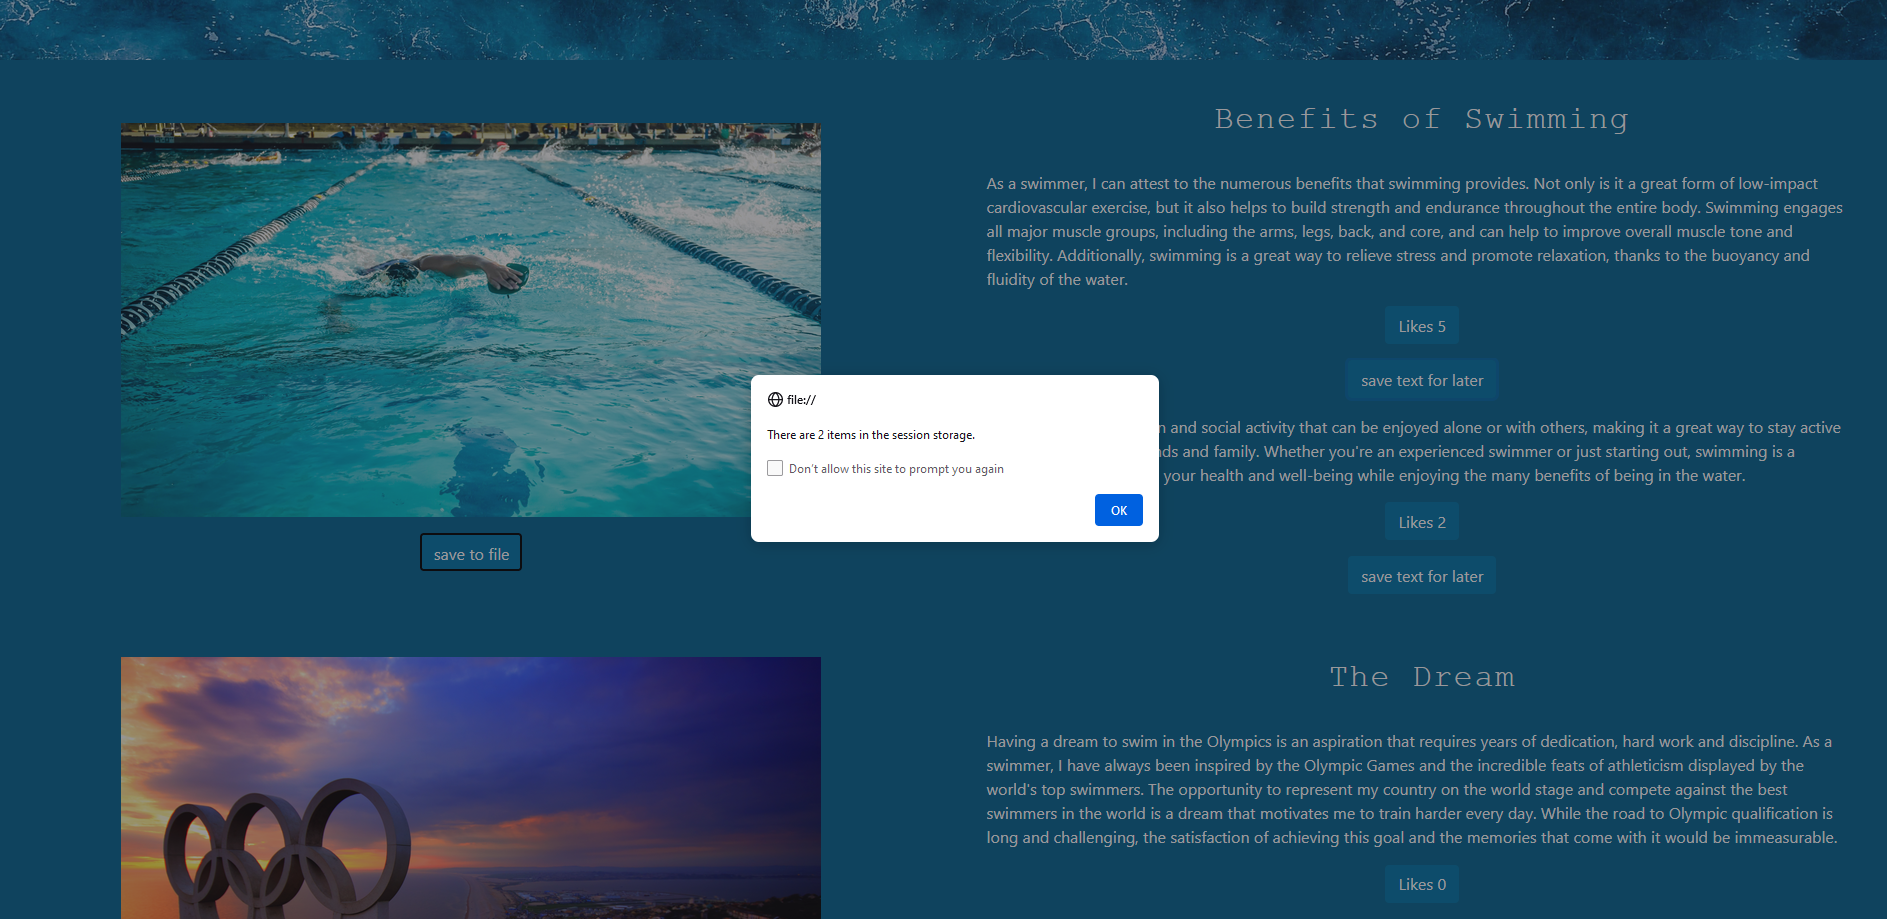 Benefits of Swimming
As a swimmer, I can attest to the numerous benefits that swimming provides. Not only is it a great form of low-impact
cardiovascular exercise, but it also helps to build strength and endurance throughout the entire body. Swimming engages
all major muscle groups, including the arms, legs, back, and core, and can help to improve overall muscle tone and
flexibility. Additionally, swimming is a great way to relieve stress and promote relaxation, thanks to the buoyancy and
fluidity of the water.
Likes 5
save text for later
and social activity that can be enjoyed alone or with others, making it a great way to stay active
and family. Whether you're an experienced swimmer or just starting out, swimming is a
your health and well-being while enjoying the many benefits of being in the water.
Likes 2
save text for later
file://
There are 2 items in the session storage.
Don't allow this site to prompt you again
OK
save to file
The Dream
Having a dream to swim in the Olympics is an aspiration that requires years of dedication, hard work and discipline. As a
swimmer, I have always been inspired by the Olympic Games and the incredible feats of athleticism displayed by the
world's top swimmers. The opportunity to represent my country on the world stage and compete against the best
swimmers in the world is a dream that motivates me to train harder every day. While the road to Olympic qualification is
long and challenging, the satisfaction of achieving this goal and the memories that come with it would be immeasurable.
Likes 0